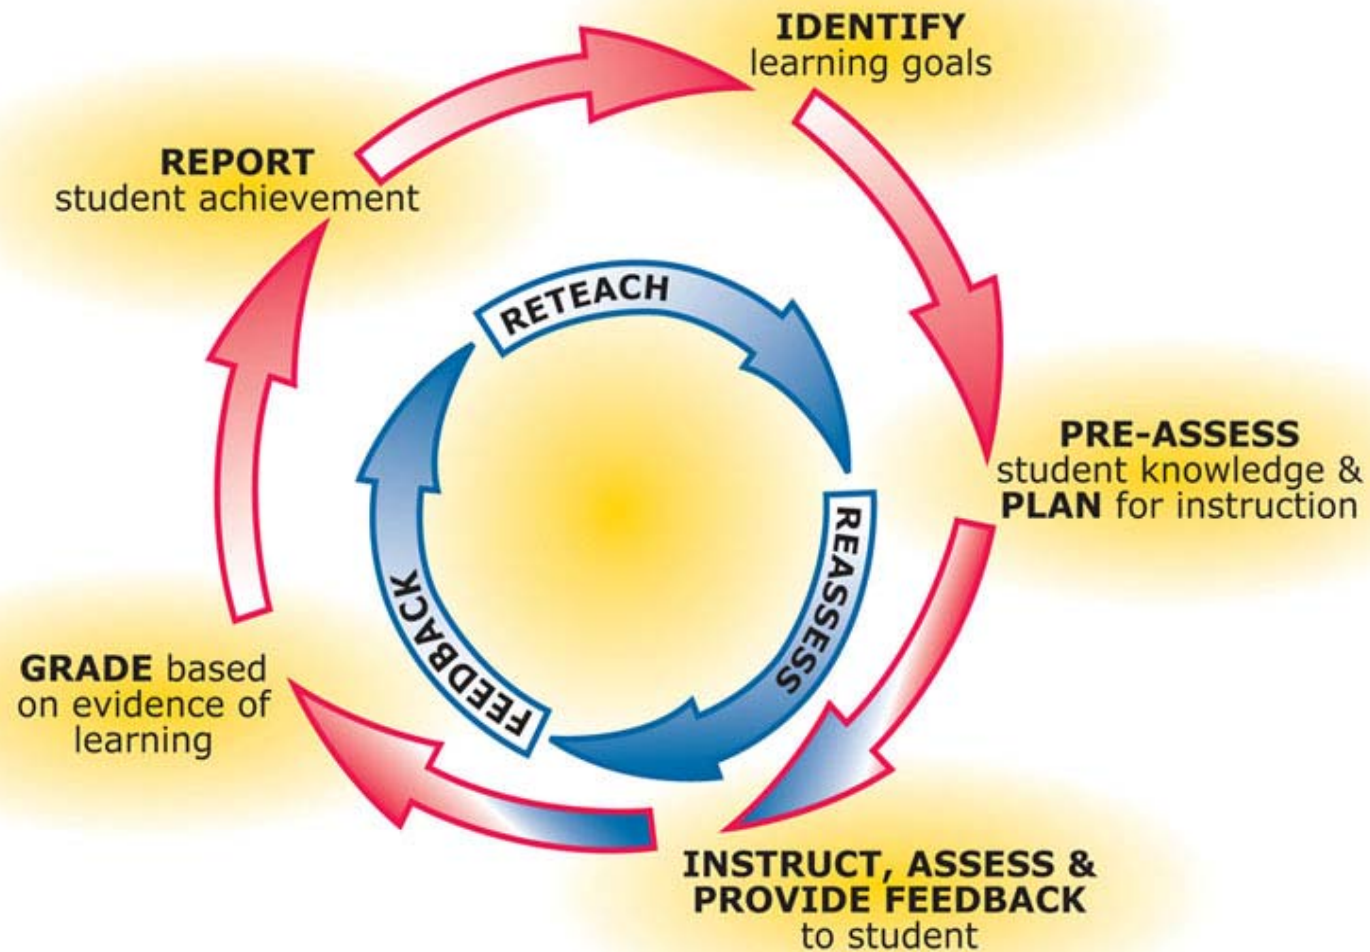 IDENTIFY
learning goals
REPORT
student achievement
RETEACH
PRE-ASSESS
student knowledge &
PLAN for instruction
REASSESS
FEEDBACK
GRADE based
on evidence of
learning
INSTRUCT, ASSESS &
PROVIDE FEEDBACK
to student